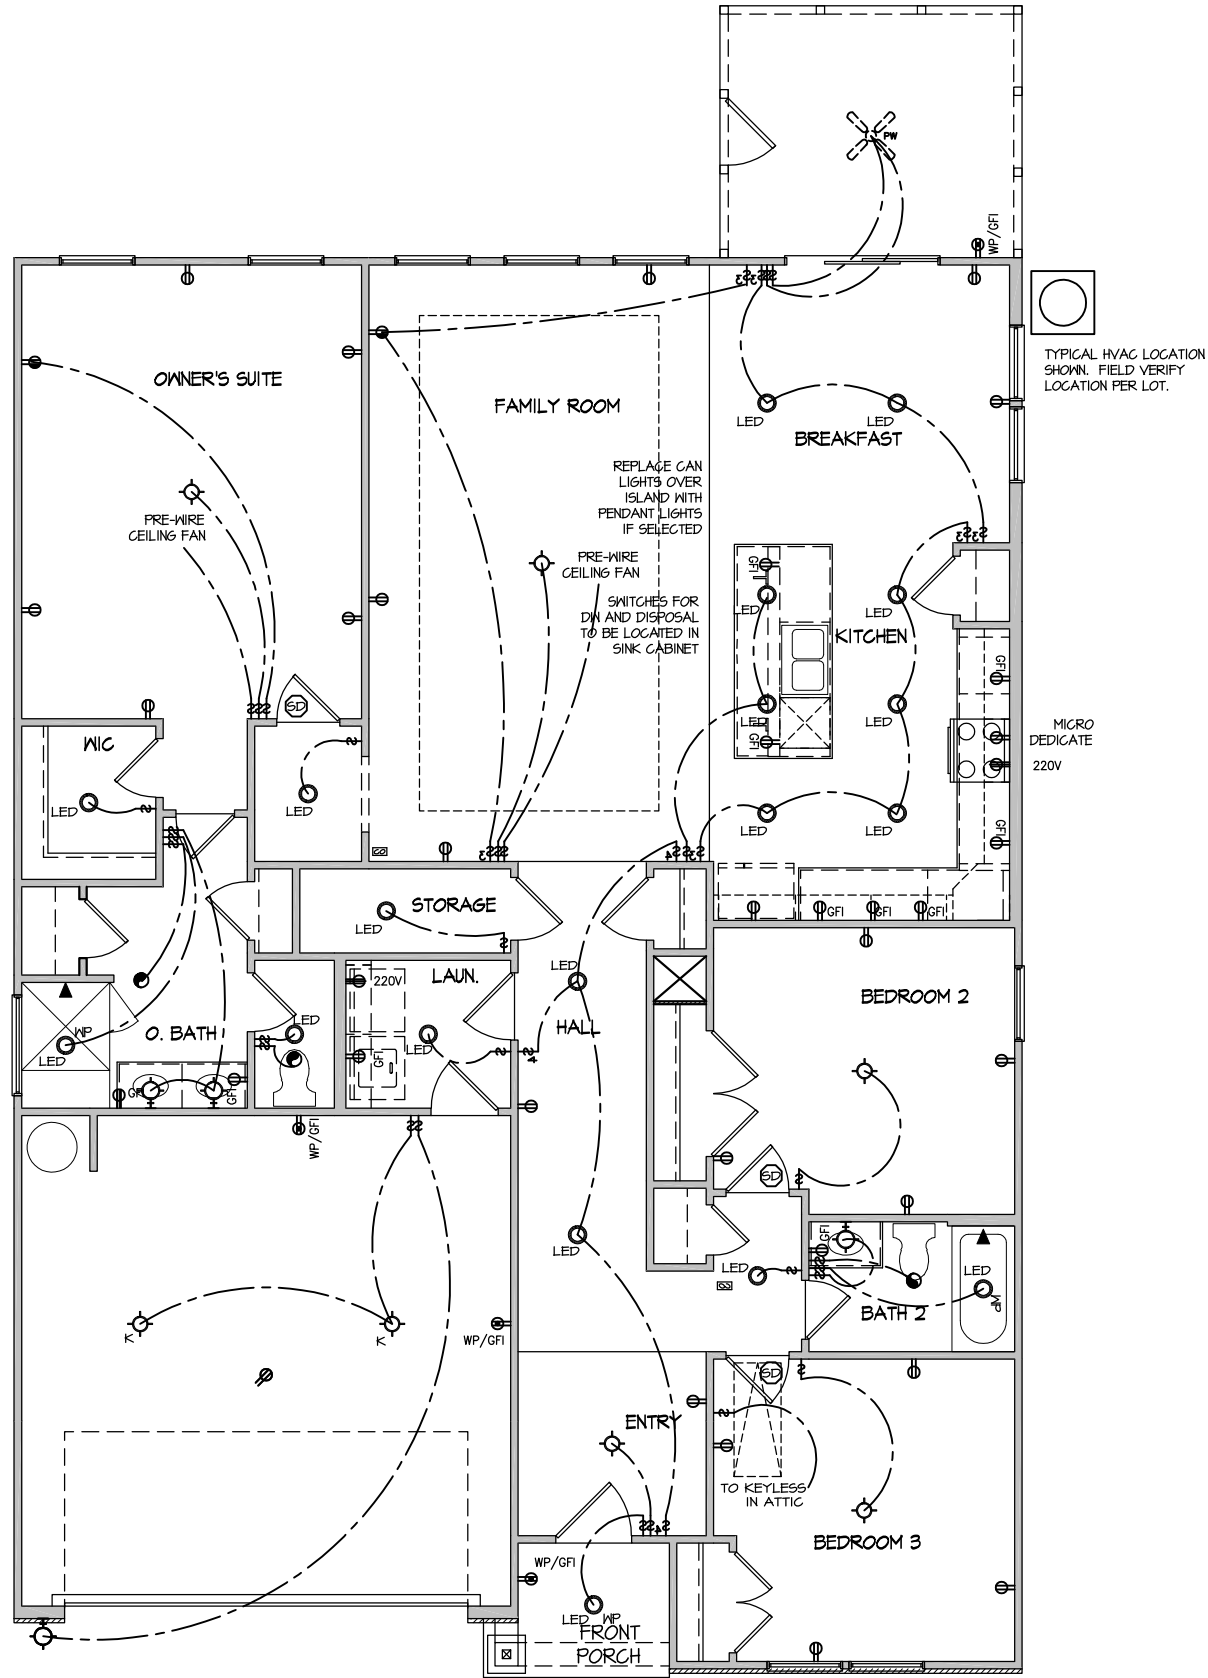 PW
WP/GFI
TYPICAL HVAC LOCATION
SHOWN. FIELD VERIFY
LOCATION PER LOT.
OWNER'S SUITE
FAMILY ROOM
LED
LED
BREAKFAST
REPLACE CAN
LIGHTS OVER
ISLAND WITH
PENDANT LIGHTS
IF SELECTED
PRE-WIRE
CEILING FAN
PRE-WIRE
CEILING FAN
SWITCHES FOR
DW AND DISPOSAL
TO BE LOCATED IN
SINK CABINET
GFI
LED
LED
KITCHEN
GFI
SD
LED
GFI
LED
MICRO
DEDICATE
220V
WIC
LED
LED
LED
LED
GFI
STORAGE
LED
GFI
GFI
GFI
LAUN.
220V
LED
BEDROOM 2
WP
LED
O. BATH
LED
LED
GFI
HALL
GFI
GFI
WP/GFI
SD
LED
GFI
LED
LED
WP
BATH 2
K
K
WP/GFI
SD
ENTRY
TO KEYLESS
IN ATTIC
BEDROOM 3
WP/GFI
LED
WP
FRONT
PORCH